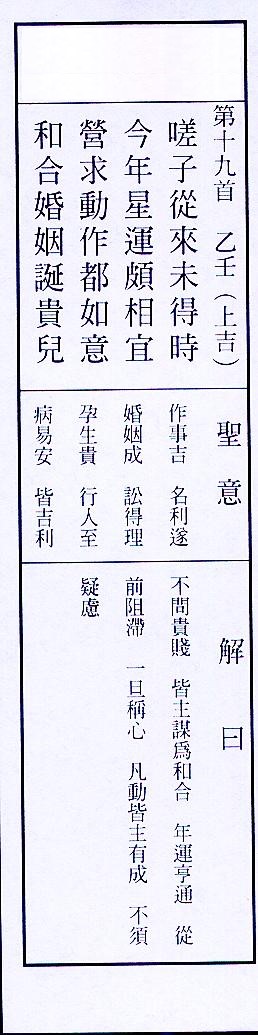 第十九首　乙壬（上吉）
嗟子從來未得時
今年星運頗相宜
營求動作都如意
和合婚姻誕貴兒
聖意
作事吉　名利遂
婚姻成　訟得理
孕生貴　行人至
病易安　皆吉利
解曰
不問貴賤　皆主謀爲和合　年運亨通　從
前阻滯　一旦稱心　凡動皆主有成　不須
疑慮